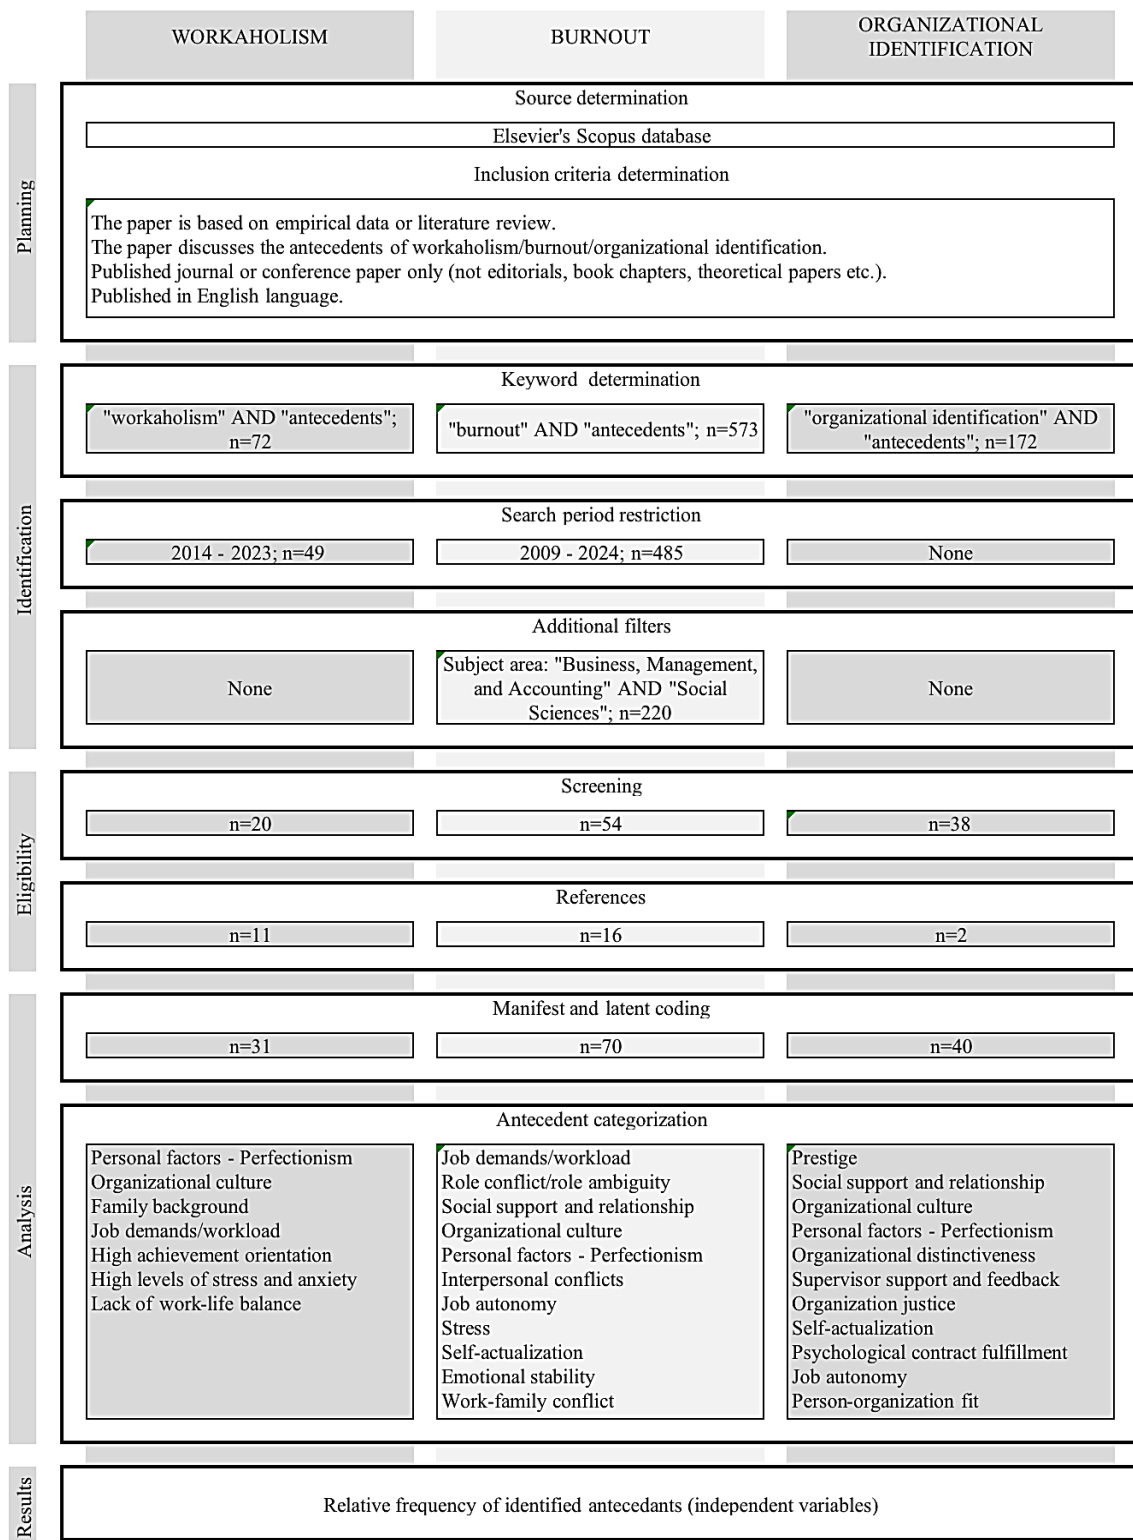 WORKAHOLISM
BURNOUT
ORGANIZATIONAL
IDENTIFICATION
Planning
Source determination
Elsevier's Scopus database
Inclusion criteria determination
The paper is based on empirical data or literature review.
The paper discusses the antecedents of workaholism/burnout/organizational identification.
Published journal or conference paper only (not editorials, book chapters, theoretical papers etc.).
Published in English language.
Identification
Keyword determination
"workaholism" AND "antecedents";
n=72
"burnout" AND "antecedents"; n=573
"organizational identification" AND
"antecedents"; n=172
Search period restriction
2014 - 2023; n=49
2009 - 2024; n=485
None
Additional filters
None
Subject area: "Business, Management,
and Accounting" AND "Social
Sciences"; n=220
None
Eligibility
Screening
n=20
n=54
n=38
References
n=11
n=16
n=2
Analysis
Manifest and latent coding
n=31
n=70
n=40
Antecedent categorization
Personal factors - Perfectionism
Organizational culture
Family background
Job demands/workload
High achievement orientation
High levels of stress and anxiety
Lack of work-life balance
Job demands/workload
Role conflict/role ambiguity
Social support and relationship
Organizational culture
Personal factors - Perfectionism
Interpersonal conflicts
Job autonomy
Stress
Self-actualization
Emotional stability
Work-family conflict
Prestige
Social support and relationship
Organizational culture
Personal factors - Perfectionism
Organizational distinctiveness
Supervisor support and feedback
Organization justice
Self-actualization
Psychological contract fulfillment
Job autonomy
Person-organization fit
Results
Relative frequency of identified antecedants (independent variables)